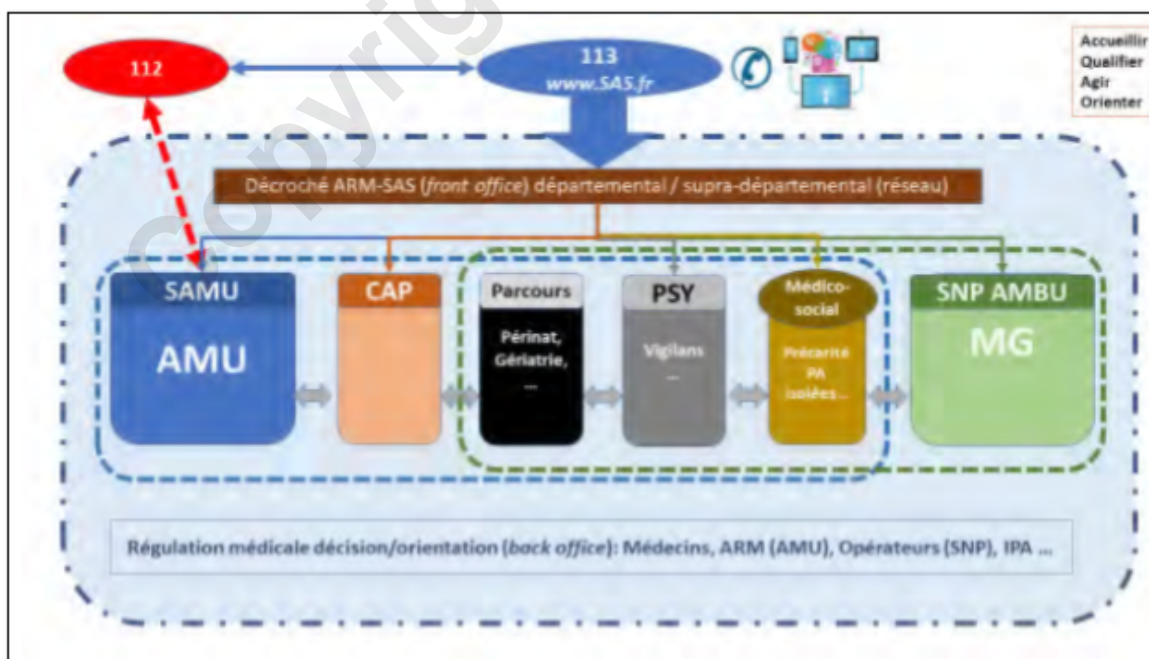 112
113
www.SAS.fr
Accueillir
Qualifier
Agir
Orienter
Décroché ARM-SAS (front office) départemental / supra-départemental (réseau)
SAMU
AMU
CAP
Parcours
Périnat,
Gériatrie,
...
PSY
Vigilans
...
Médico-
social
Précarité
PA
isolées...
SNP AMBU
MG
Régulation médicale décision/orientation (back office): Médecins, ARM (AMU), Opérateurs (SNP), IPA ...
Copyrig